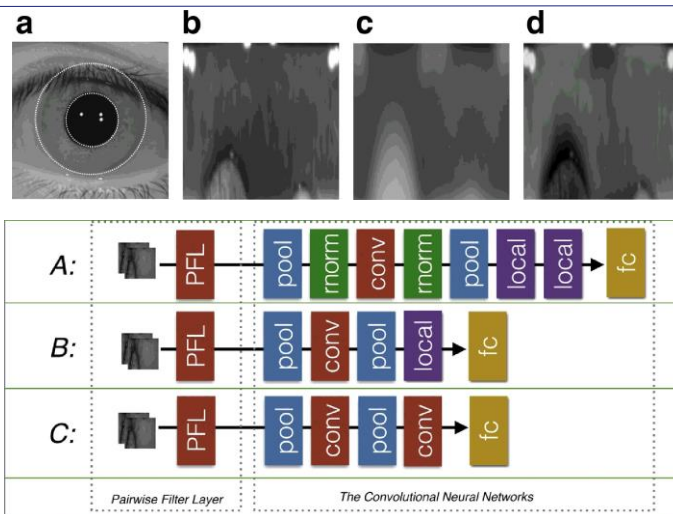 a b c d
A: PFL pool rnorm conv rnorm pool local local fc
B: PFL pool conv pool local fc
C: PFL pool conv pool conv fc
Pairwise Filter Layer The Convolutional Neural Networks